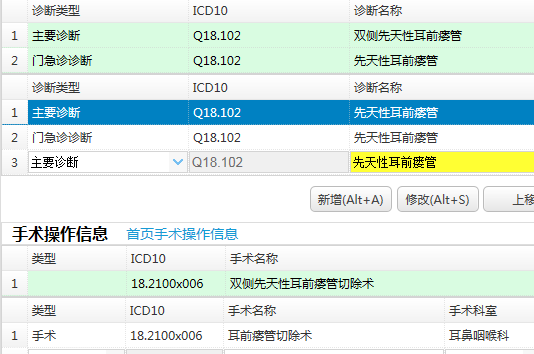 诊断类型 ICD10 诊断名称
1 主要诊断 Q18.102 双侧先天性耳前瘘管
2 门急诊诊断 Q18.102 先天性耳前瘘管
诊断类型 ICD10 诊断名称
1 主要诊断 Q18.102 先天性耳前瘘管
2 门急诊诊断 Q18.102 先天性耳前瘘管
3 主要诊断 Q18.102 先天性耳前瘘管
新增(Alt+A) 修改(Alt+S) 上移
手术操作信息 首页手术操作信息
类型 ICD10 手术名称
1 18.2100x006 双侧先天性耳前瘘管切除术
类型 ICD10 手术名称 手术科室
1 手术 18.2100x006 耳前瘘管切除术 耳鼻咽喉科